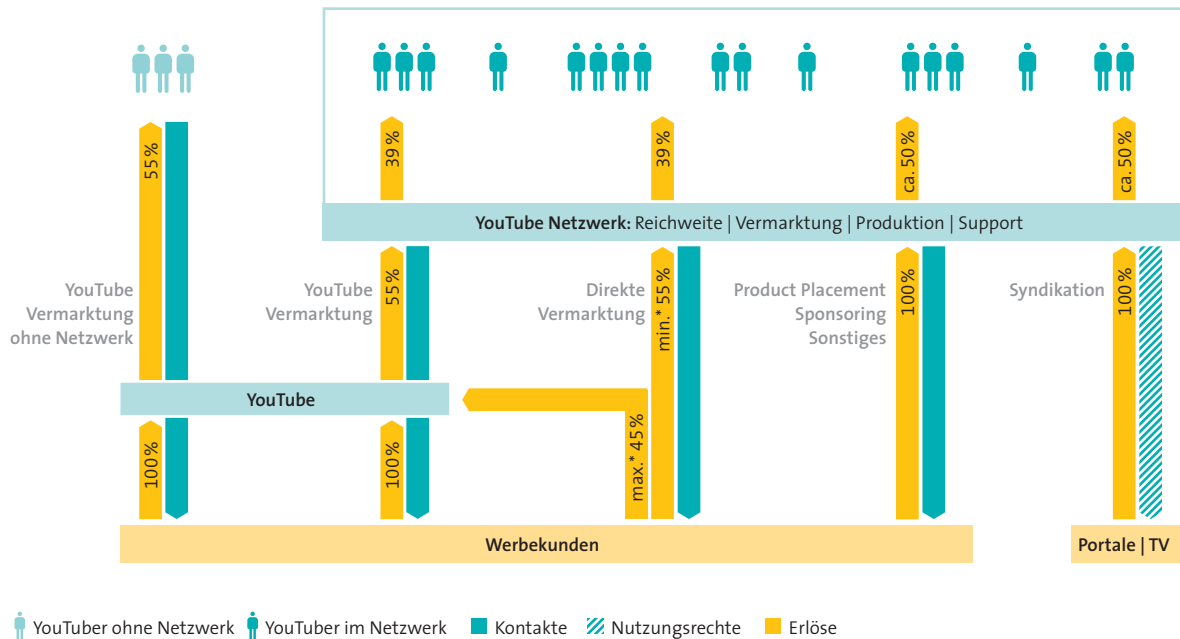 55 %
39 %
39 %
ca. 50 %
ca. 50 %
YouTube Netzwerk: Reichweite | Vermarktung | Produktion | Support
YouTube
Vermarktung
ohne Netzwerk
YouTube
Vermarktung
55 %
Direkte
Vermarktung
min.* 55 %
Product Placement
Sponsoring
Sonstiges
100 %
Syndikation
100 %
YouTube
100 %
100 %
max.* 45 %
Werbekunden
Portale | TV
YouTuber ohne Netzwerk
YouTuber im Netzwerk
Kontakte
Nutzungsrechte
Erlöse